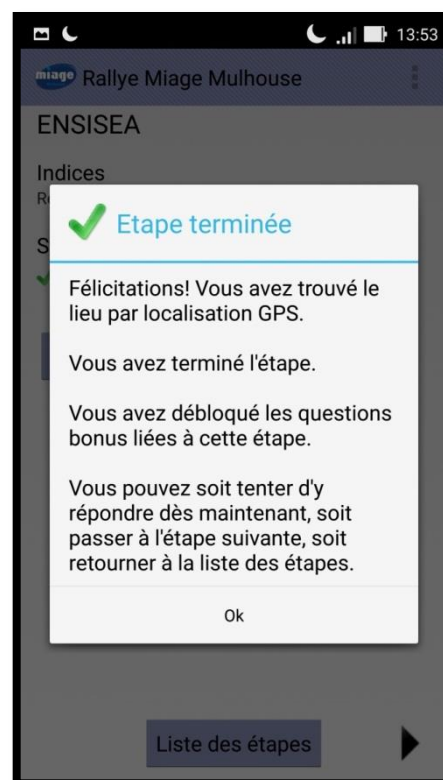 13:53
miage Rallye Miage Mulhouse
ENSISEA
Indices
Etape terminée
Félicitations! Vous avez trouvé le
lieu par localisation GPS.
Vous avez terminé l'étape.
Vous avez débloqué les questions
bonus liées à cette étape.
Vous pouvez soit tenter d'y
répondre dès maintenant, soit
passer à l'étape suivante, soit
retourner à la liste des étapes.
Ok
Liste des étapes